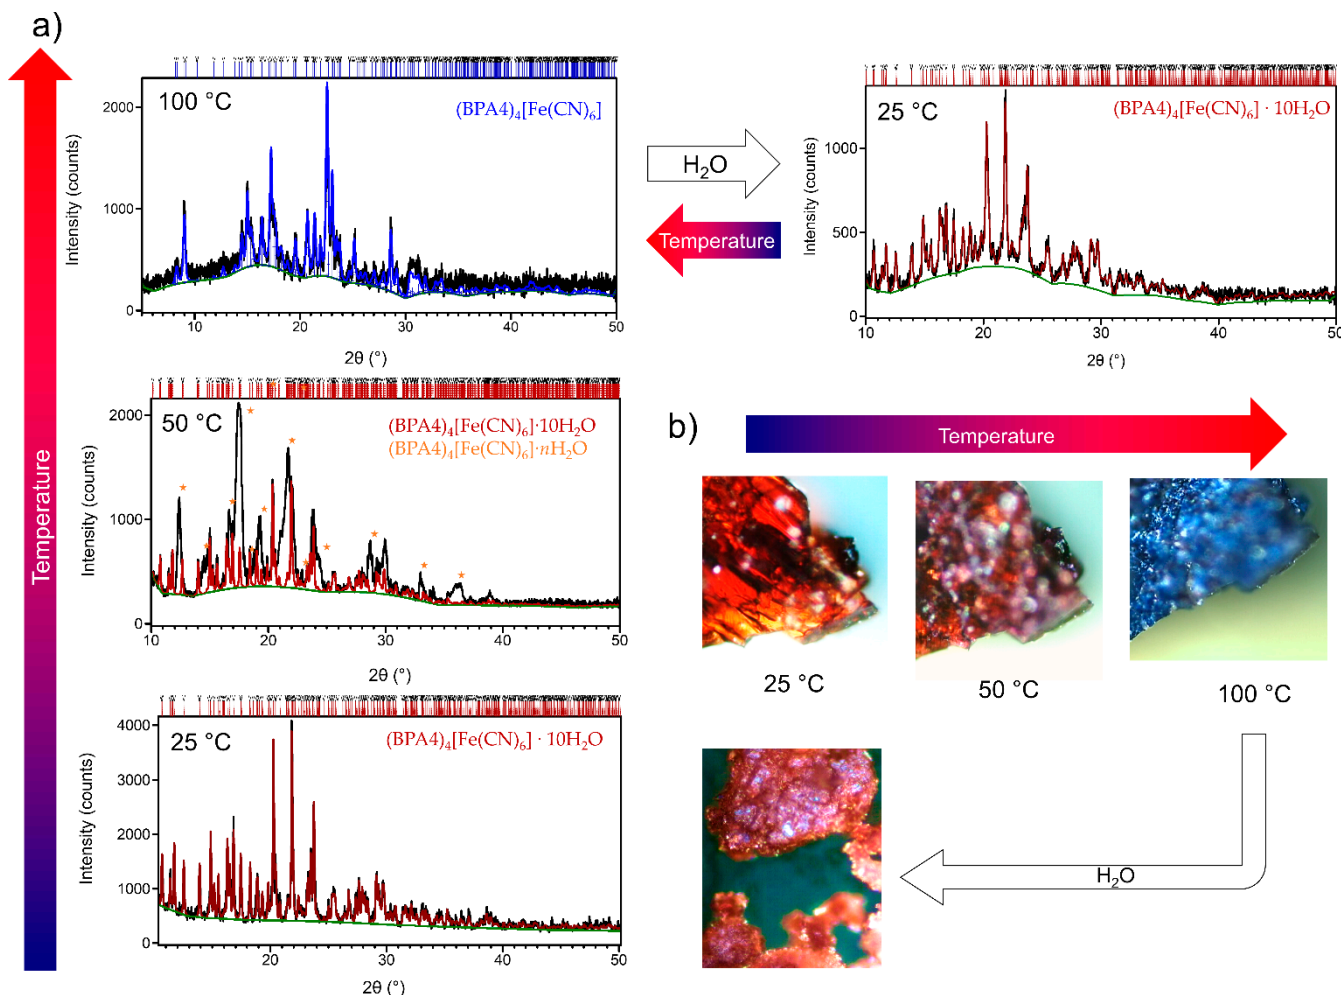 a)
Temperature
100 °C
(BPA4)₄[Fe(CN)₆]
Intensity (counts)
2000
1000
0
10
20
30
40
50
2θ (°)
H₂O
Temperature
25 °C
(BPA4)₄[Fe(CN)₆] · 10H₂O
Intensity (counts)
1000
500
0
10
20
30
40
50
2θ (°)
50 °C
(BPA4)₄[Fe(CN)₆]·10H₂O
(BPA4)₄[Fe(CN)₆]·nH₂O
Intensity (counts)
2000
1000
0
10
20
30
40
50
2θ (°)
25 °C
(BPA4)₄[Fe(CN)₆] · 10H₂O
Intensity (counts)
4000
3000
2000
1000
0
20
30
40
50
2θ (°)
b)
Temperature
25 °C
50 °C
100 °C
H₂O